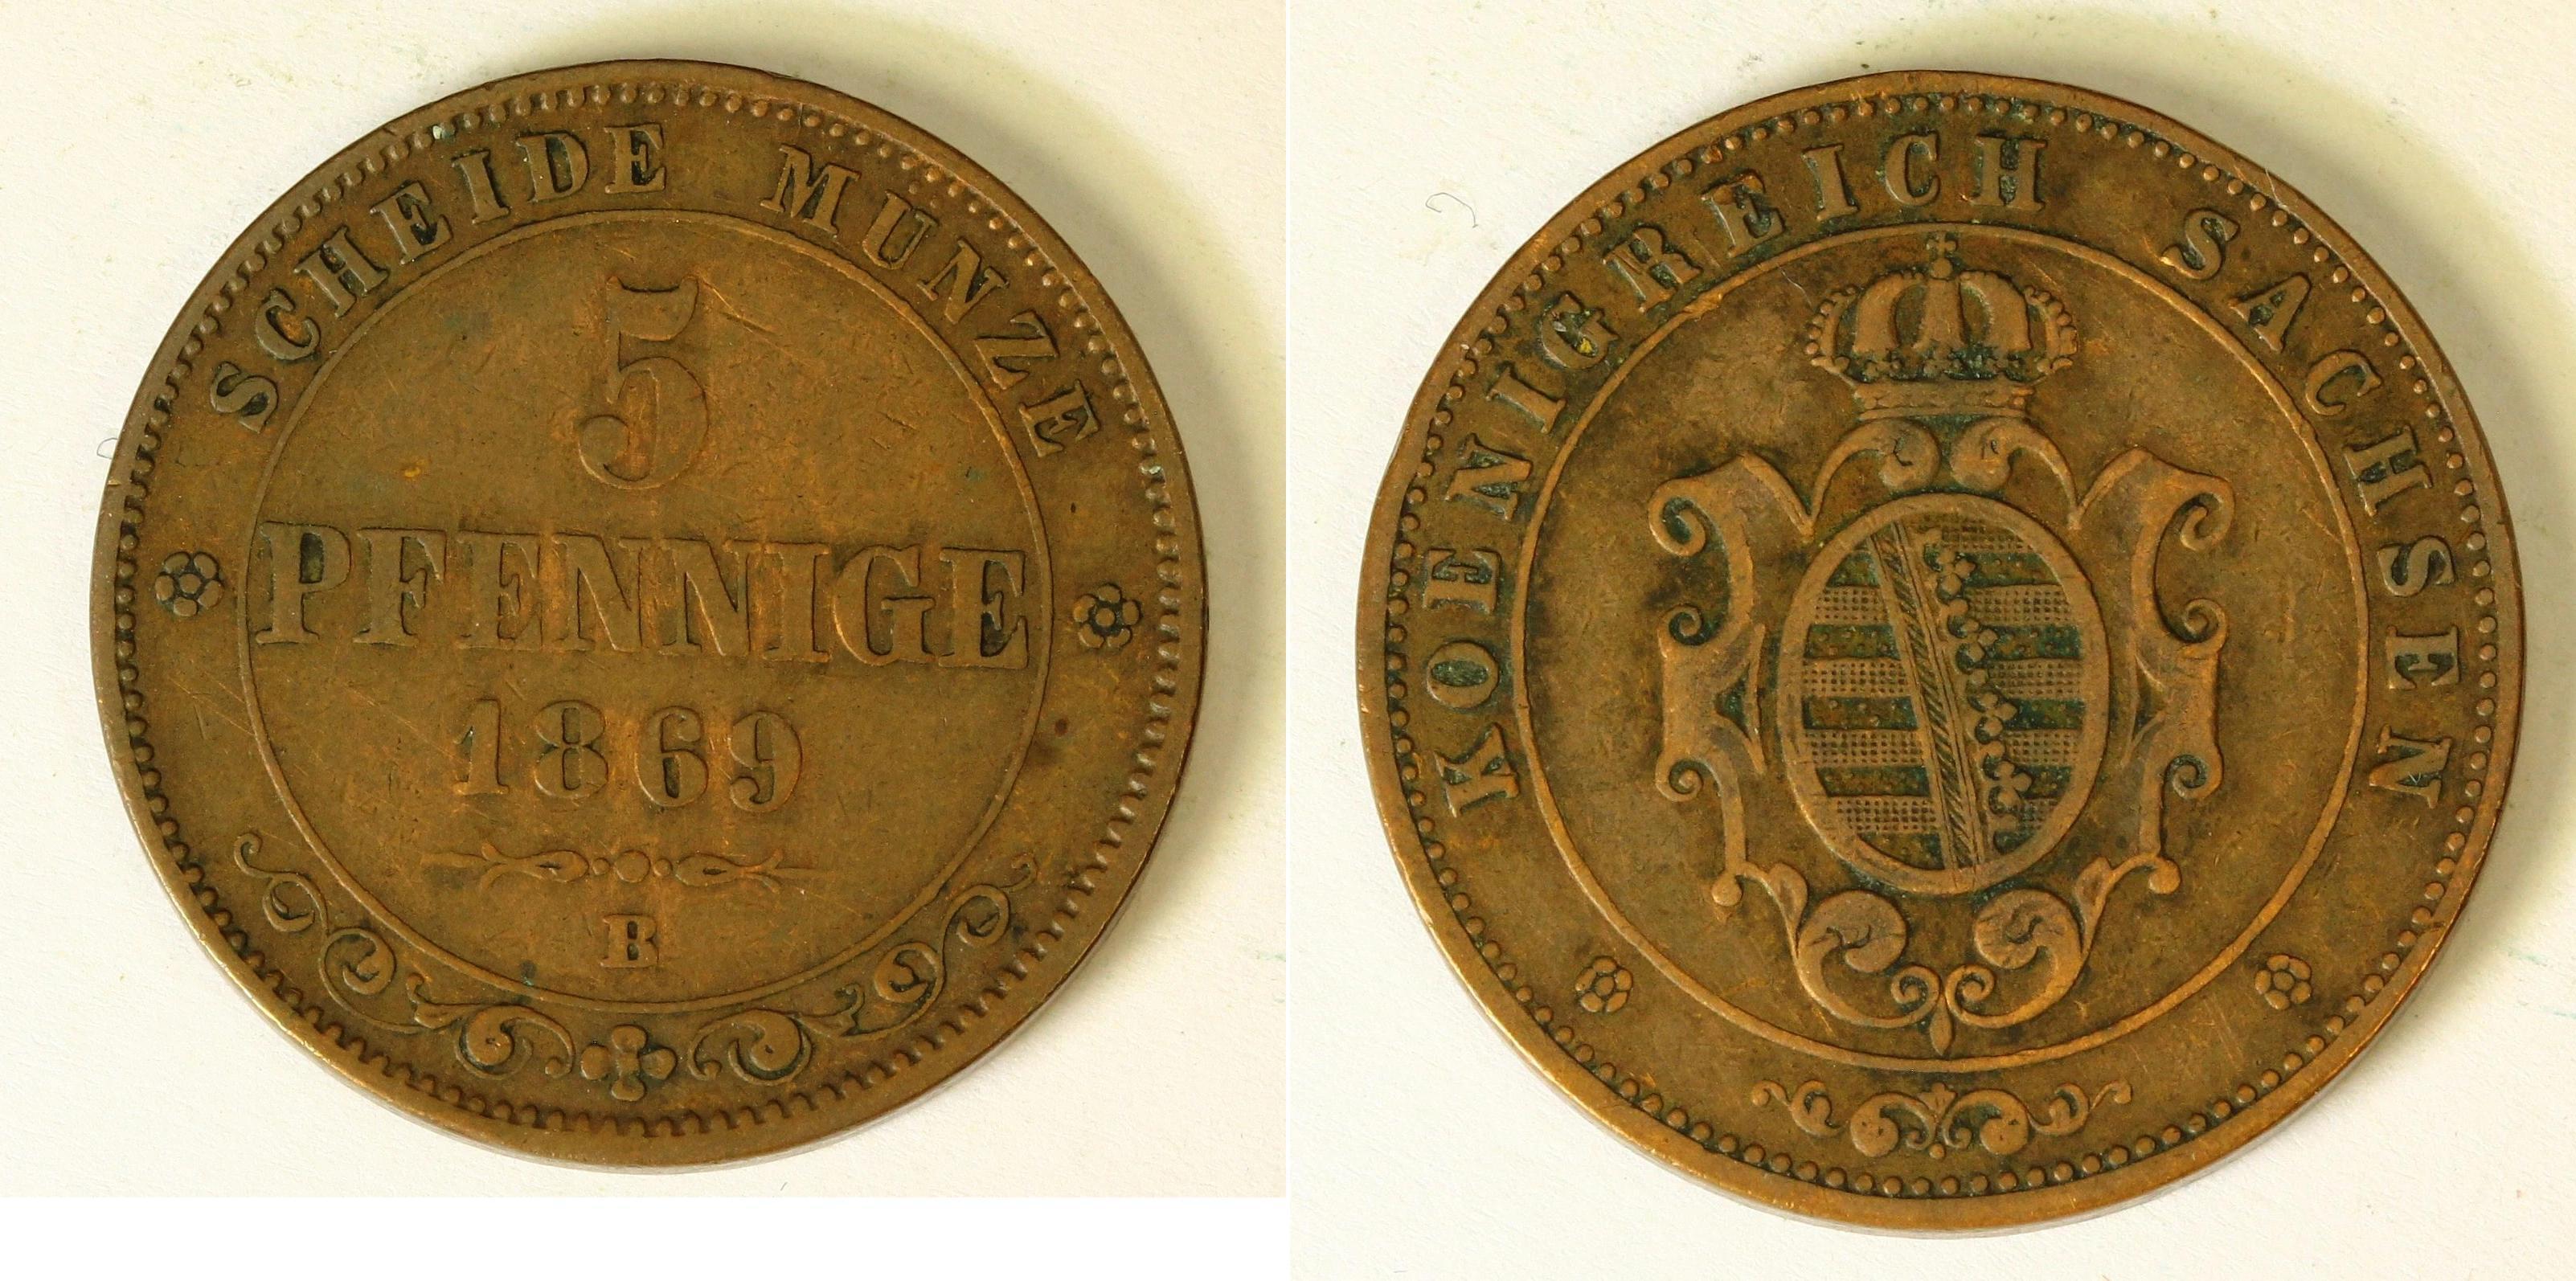 SCHEIDE MUNZE
5
PFENNIGE
1869
B
KOENIGREICH SACHSEN